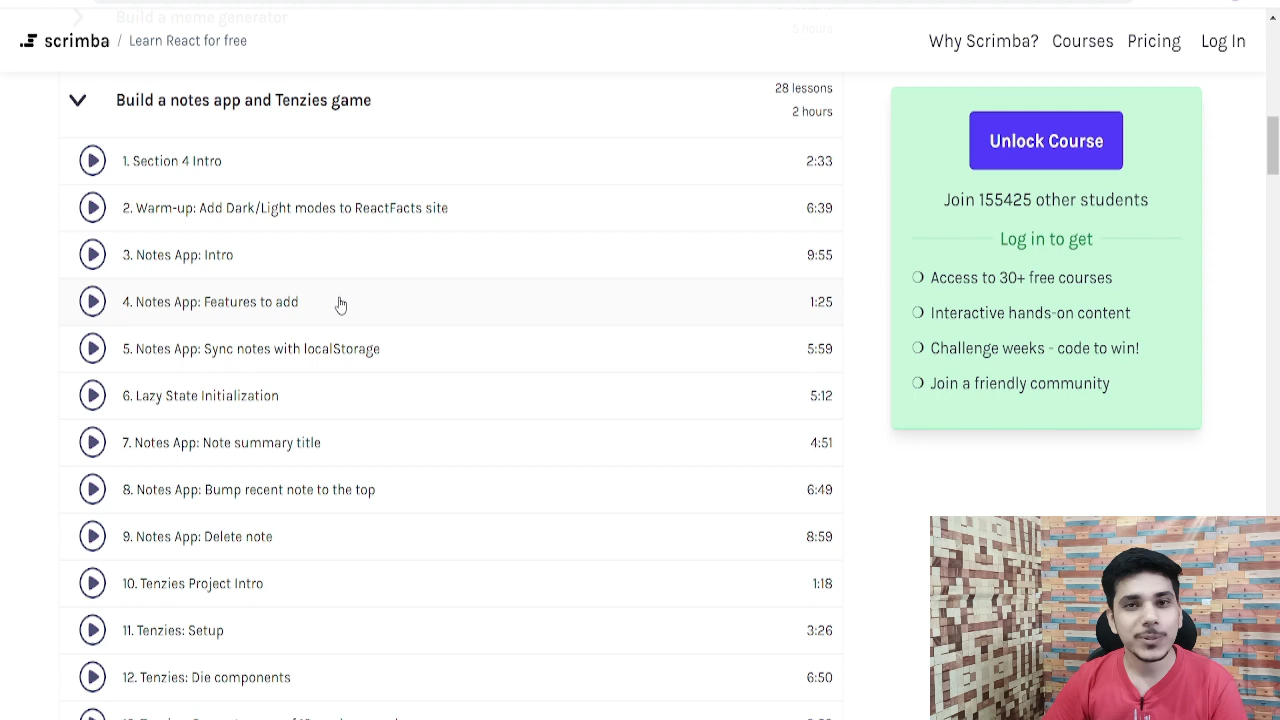 Build a meme generator
5 hours
scrimba / Learn React for free
Why Scrimba? Courses Pricing Log In
Build a notes app and Tenzies game
28 lessons
2 hours
1. Section 4 Intro 2:33
2. Warm-up: Add Dark/Light modes to ReactFacts site 6:39
3. Notes App: Intro 9:55
4. Notes App: Features to add 1:25
5. Notes App: Sync notes with localStorage 5:59
6. Lazy State Initialization 5:12
7. Notes App: Note summary title 4:51
8. Notes App: Bump recent note to the top 6:49
9. Notes App: Delete note 8:59
10. Tenzies Project Intro 1:18
11. Tenzies: Setup 3:26
12. Tenzies: Die components 6:50
Unlock Course
Join 155425 other students
Log in to get
Access to 30+ free courses
Interactive hands-on content
Challenge weeks - code to win!
Join a friendly community